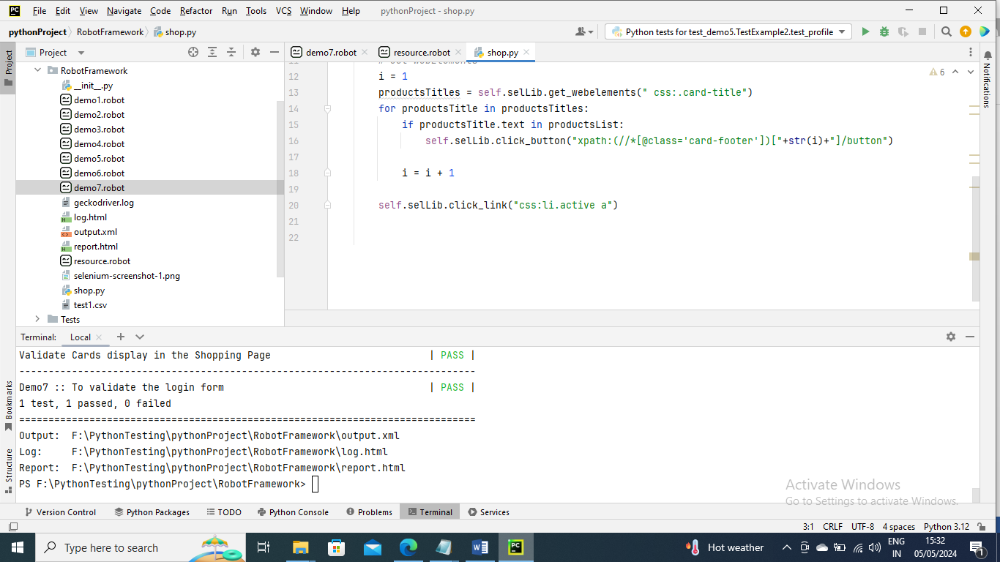 PC File Edit View Navigate Code Refactor Run Tools VCS Window Help pythonProject - shop.py
pythonProject RobotFramework shop.py Python tests for test_demo5.TestExample2.test_profile
Project
Project
demo7.robot resource.robot shop.py
Notifications
RobotFramework
__init__.py
demo1.robot
demo2.robot
demo3.robot
demo4.robot
demo5.robot
demo6.robot
demo7.robot
geckodriver.log
log.html
output.xml
report.html
resource.robot
selenium-screenshot-1.png
shop.py
test1.csv
Tests
6
12 i = 1
13 productsTitles = self.selLib.get_webelements(" css:.card-title")
14 for productsTitle in productsTitles:
15 if productsTitle.text in productsList:
16 self.selLib.click_button("xpath:(//*[@class='card-footer'])["+str(i)+"]/button")
17
18 i = i + 1
19
20 self.selLib.click_link("css:li.active a")
21
22
Terminal: Local
Validate Cards display in the Shopping Page | PASS |
------------------------------------------------------------------------------
Demo7 :: To validate the login form | PASS |
1 test, 1 passed, 0 failed
==============================================================================
Output: F:\PythonTesting\pythonProject\RobotFramework\output.xml
Log: F:\PythonTesting\pythonProject\RobotFramework\log.html
Report: F:\PythonTesting\pythonProject\RobotFramework\report.html
PS F:\PythonTesting\pythonProject\RobotFramework>
Bookmarks
Structure
Activate Windows
Go to Settings to activate Windows.
Version Control Python Packages TODO Python Console Problems Terminal Services
3:1 CRLF UTF-8 4 spaces Python 3.12
Type here to search
PC
Hot weather
ENG
IN
15:32
05/05/2024
1